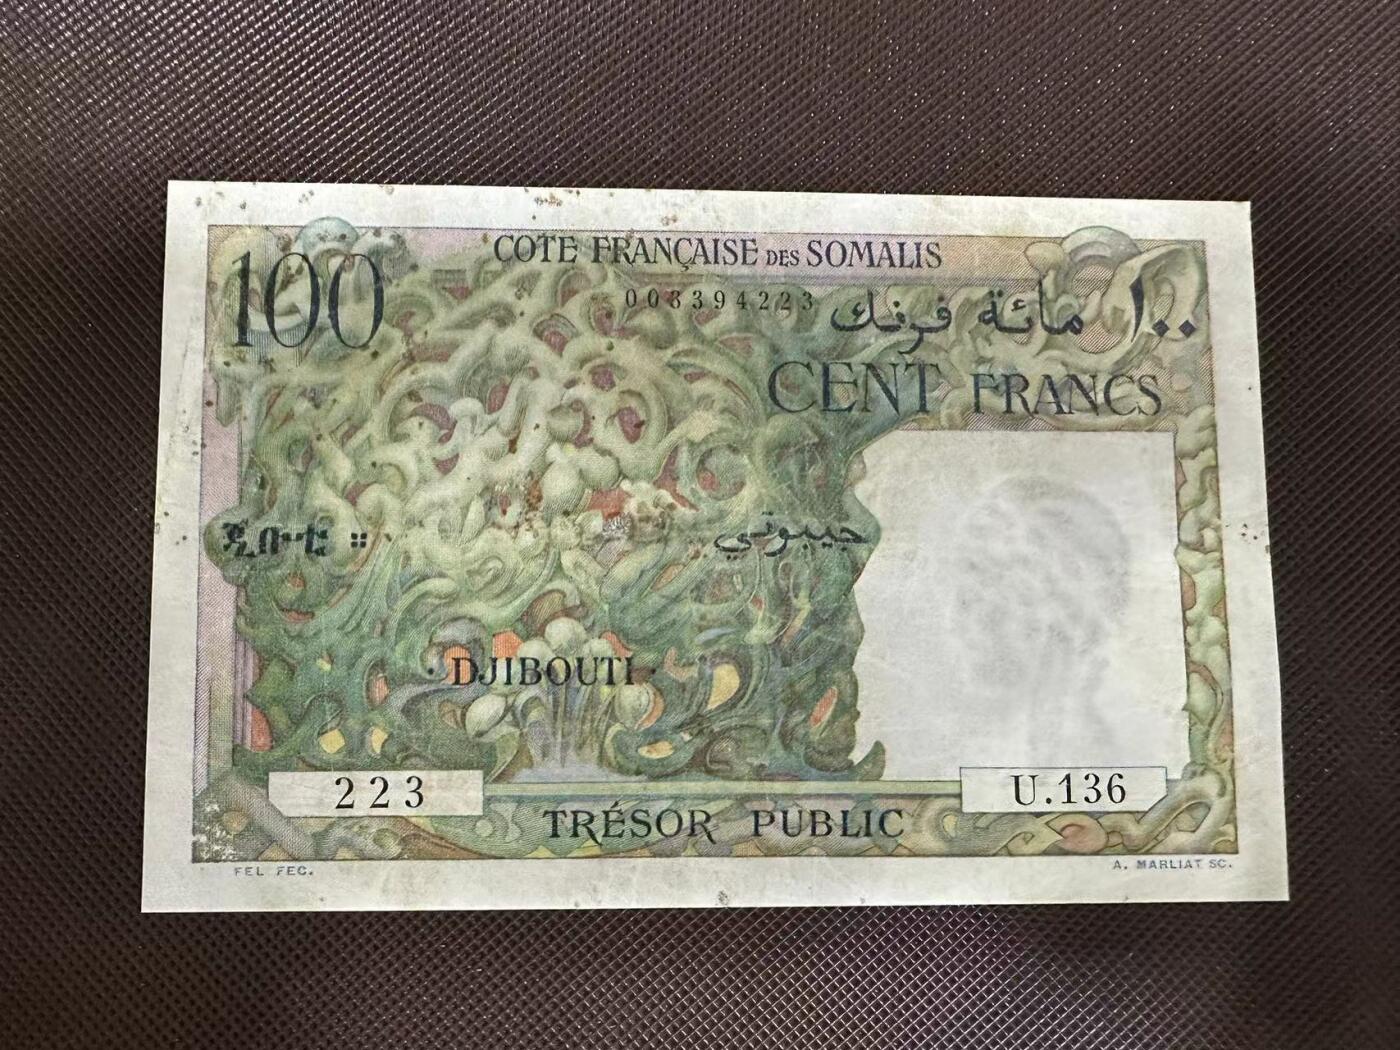 COTE FRANÇAISE DES SOMALIS
100
003394223
١٠٠ مائة فرنك
CENT FRANCS
ጂቡቲ ።
جيبوتي
· DJIBOUTI ·
223
U.136
TRÉSOR PUBLIC
FEL FEC.
A. MARLIAT SC.